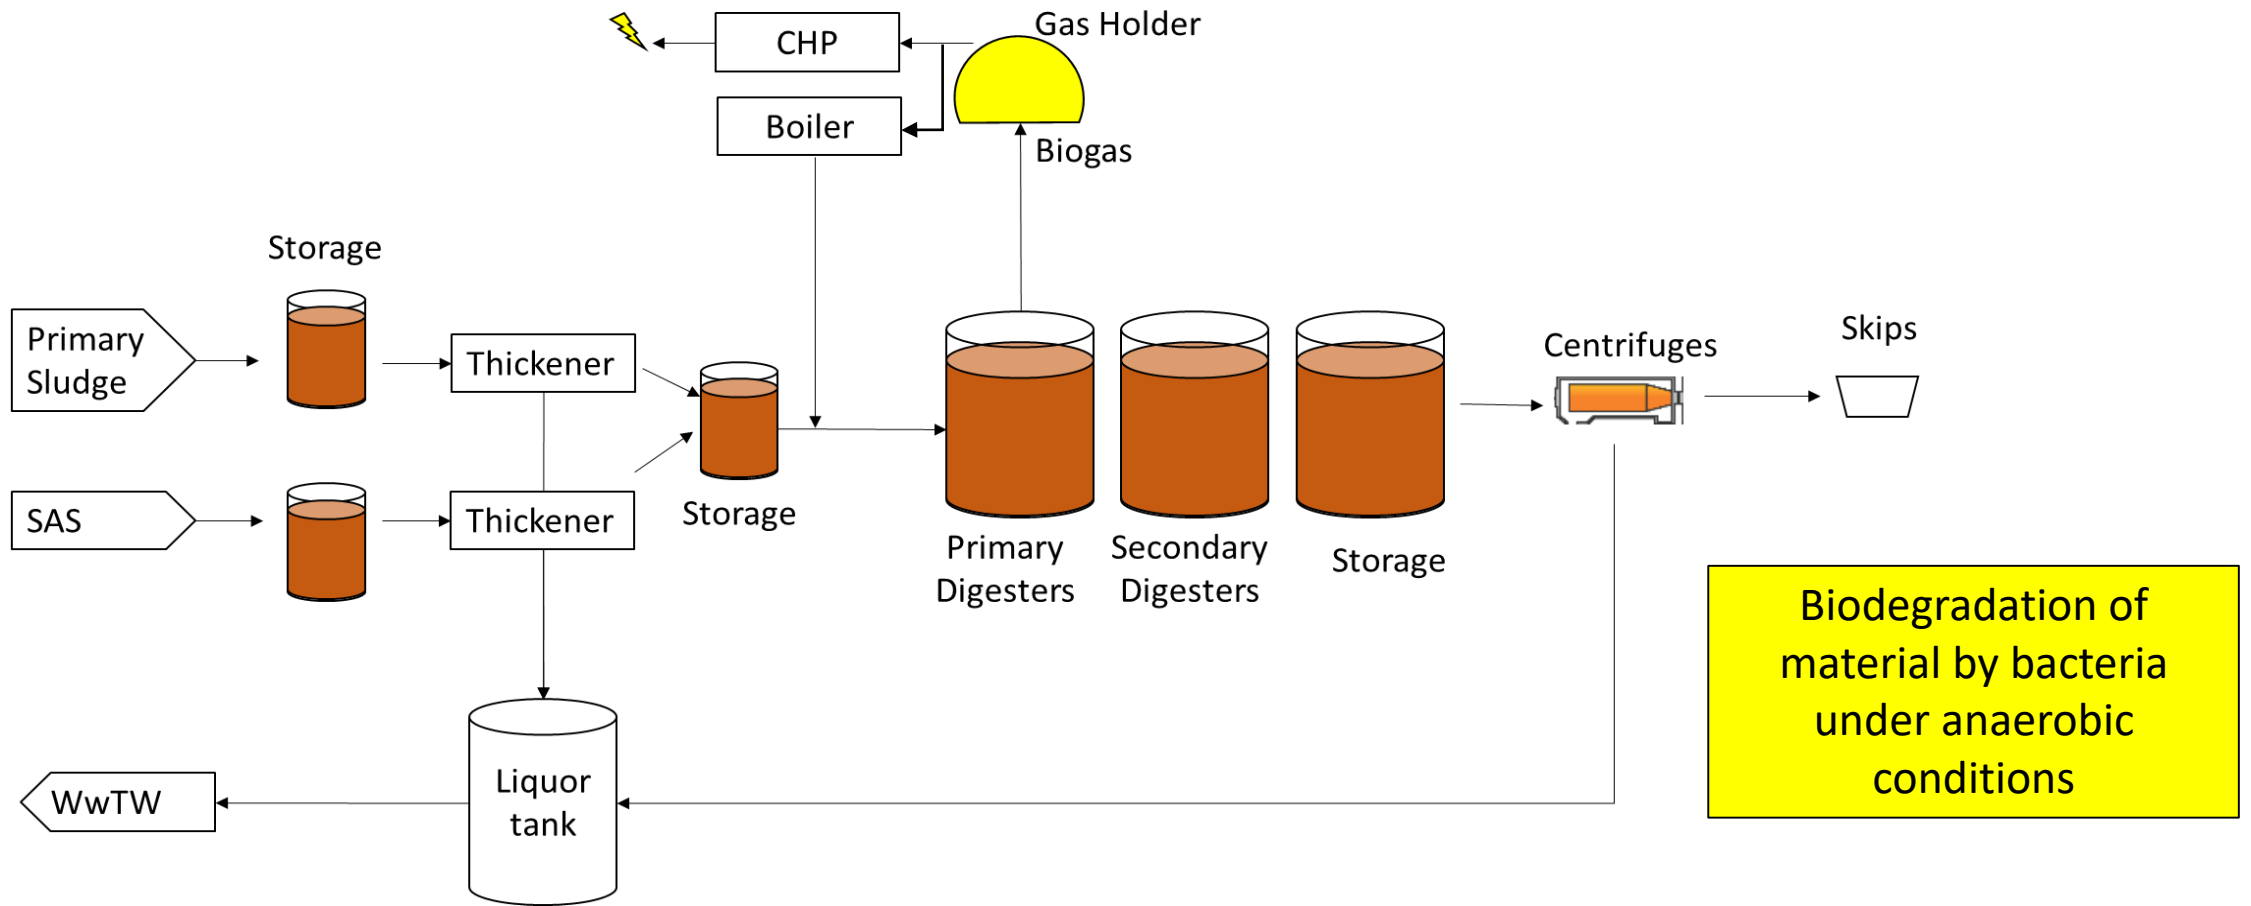 Gas Holder
CHP
Boiler
Biogas
Storage
Primary
Sludge
Thickener
Centrifuges
Skips
SAS
Thickener
Storage
Primary
Digesters
Secondary
Digesters
Storage
Biodegradation of
material by bacteria
under anaerobic
conditions
Liquor
tank
WwTW